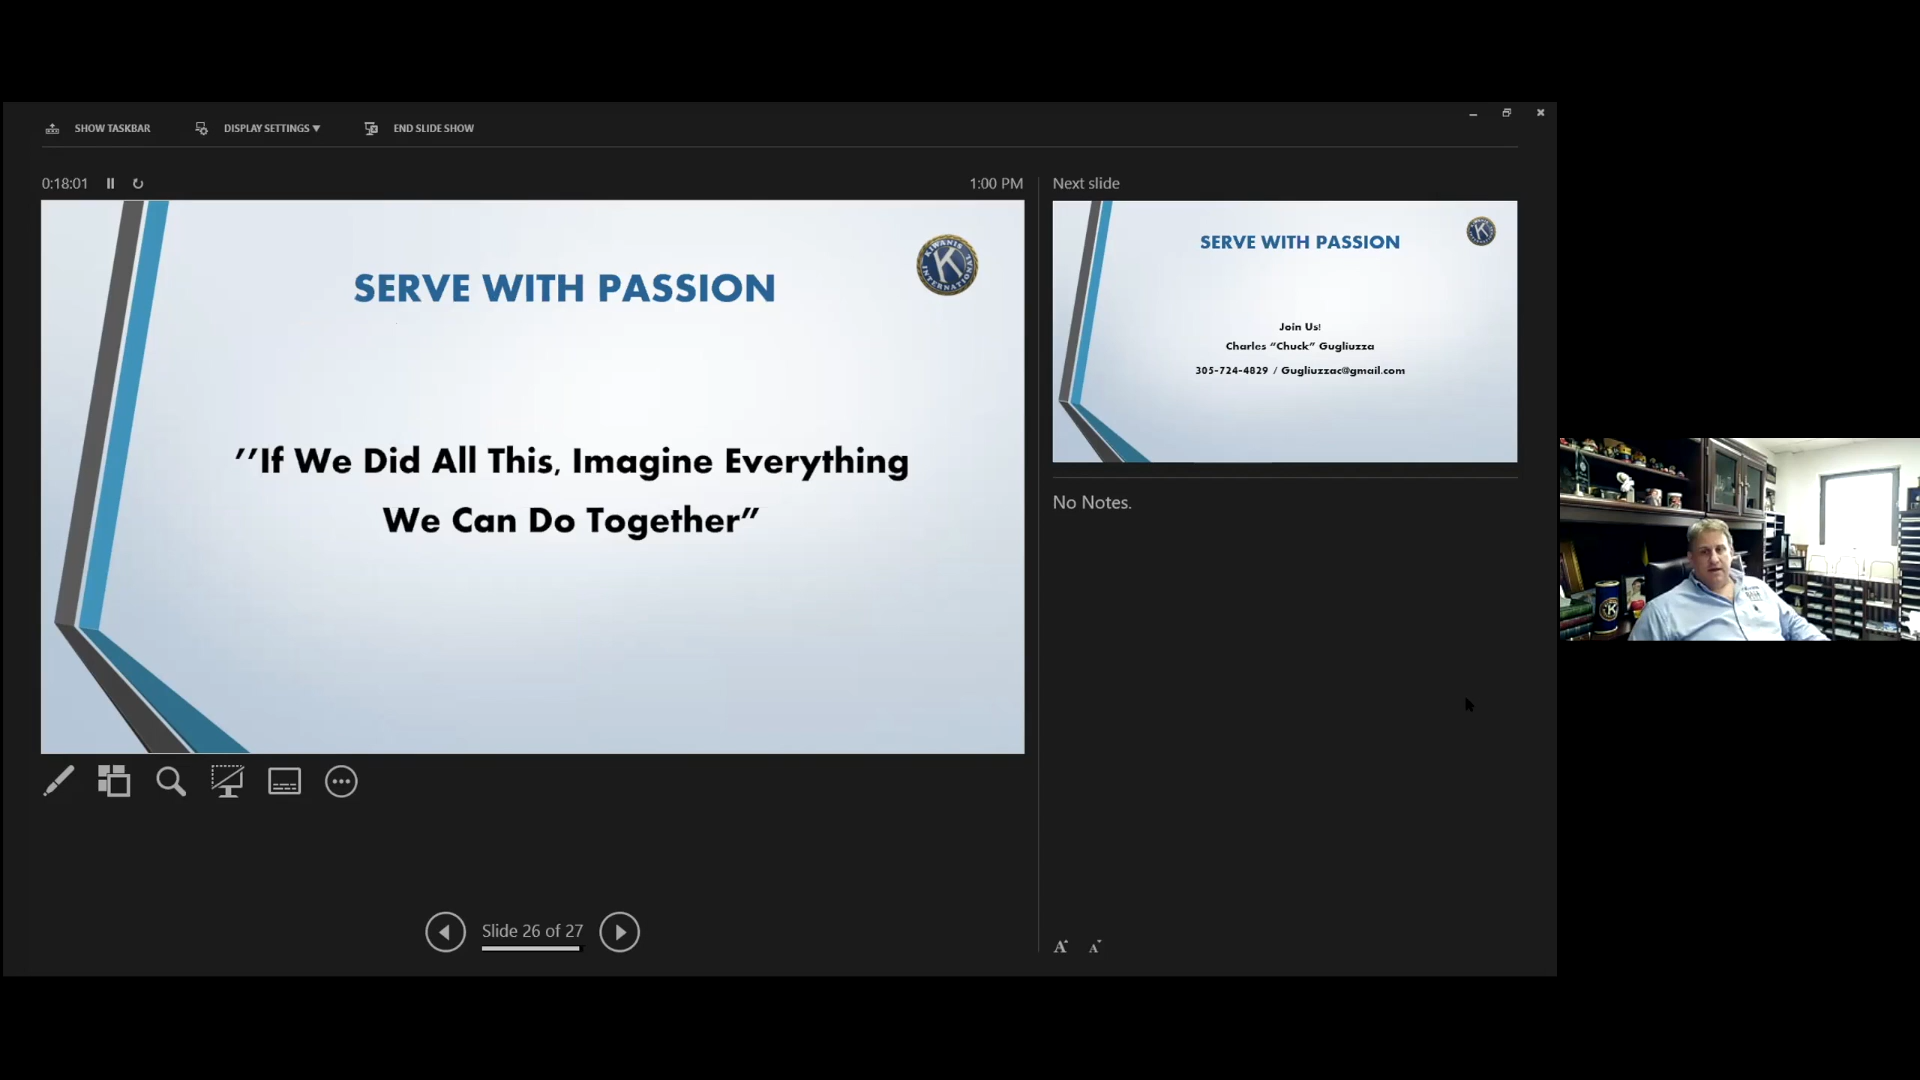 SHOW TASKBAR
DISPLAY SETTINGS ▼
END SLIDE SHOW
0:18:01
1:00 PM
SERVE WITH PASSION
KIWANIS INTERNATIONAL
K
’’If We Did All This, Imagine Everything
We Can Do Together”
Next slide
SERVE WITH PASSION
K
Join Us!
Charles “Chuck” Gugliuzza
305-724-4829 / Gugliuzzac@gmail.com
No Notes.
Slide 26 of 27
A
A
K